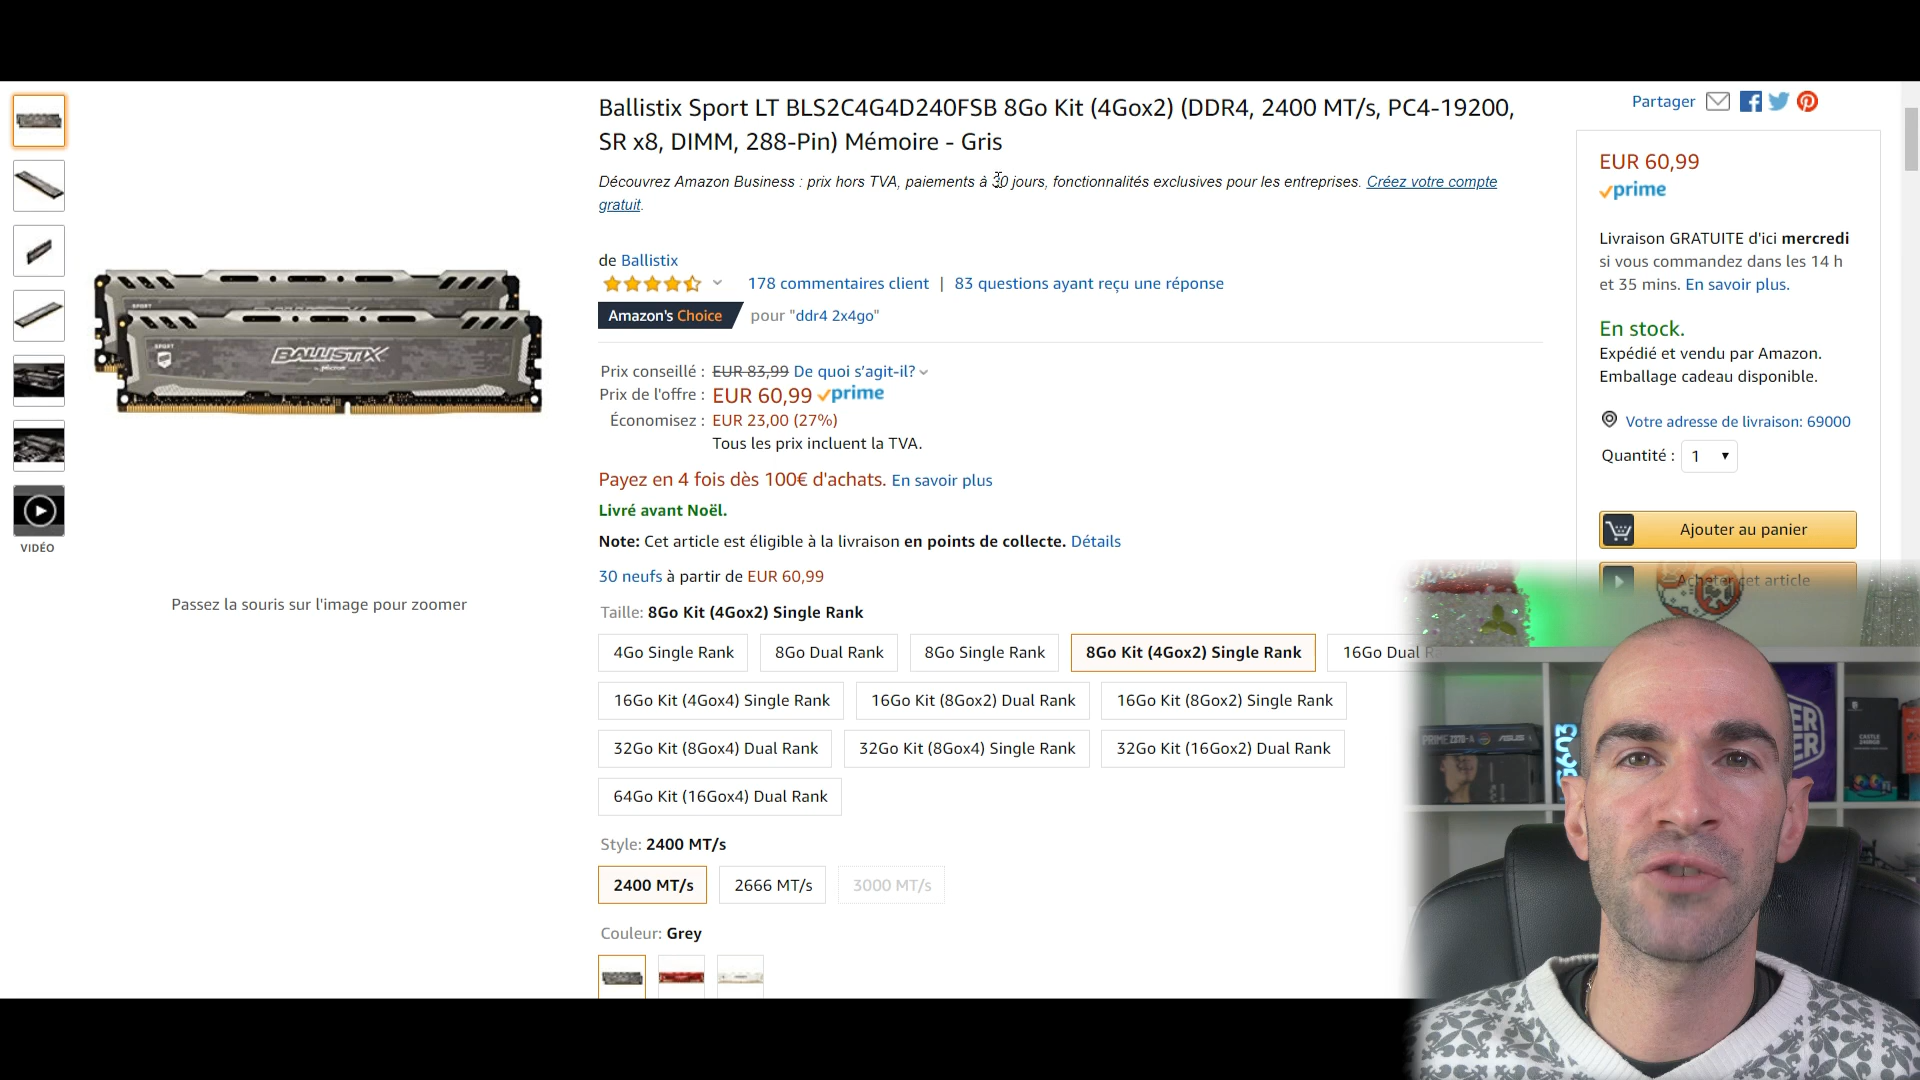 Ballistix Sport LT BLS2C4G4D240FSB 8Go Kit (4Gox2) (DDR4, 2400 MT/s, PC4-19200,
SR x8, DIMM, 288-Pin) Mémoire - Gris
Découvrez Amazon Business : prix hors TVA, paiements à 30 jours, fonctionnalités exclusives pour les entreprises. Créez votre compte
gratuit.
de Ballistix
178 commentaires client | 83 questions ayant reçu une réponse
Amazon's Choice pour "ddr4 2x4go"
Prix conseillé : EUR 83,99 De quoi s'agit-il?
Prix de l'offre : EUR 60,99 prime
Économisez : EUR 23,00 (27%)
Tous les prix incluent la TVA.
Payez en 4 fois dès 100€ d'achats. En savoir plus
Livré avant Noël.
Note: Cet article est éligible à la livraison en points de collecte. Détails
30 neufs à partir de EUR 60,99
Taille: 8Go Kit (4Gox2) Single Rank
4Go Single Rank
8Go Dual Rank
8Go Single Rank
8Go Kit (4Gox2) Single Rank
16Go Dual R
16Go Kit (4Gox4) Single Rank
16Go Kit (8Gox2) Dual Rank
16Go Kit (8Gox2) Single Rank
32Go Kit (8Gox4) Dual Rank
32Go Kit (8Gox4) Single Rank
32Go Kit (16Gox2) Dual Rank
64Go Kit (16Gox4) Dual Rank
Style: 2400 MT/s
2400 MT/s
2666 MT/s
3000 MT/s
Couleur: Grey
VIDÉO
SPORT
SPORT
BALLISTIX
by Micron
Passez la souris sur l'image pour zoomer
Partager
EUR 60,99
prime
Livraison GRATUITE d'ici mercredi
si vous commandez dans les 14 h
et 35 mins. En savoir plus.
En stock.
Expédié et vendu par Amazon.
Emballage cadeau disponible.
Votre adresse de livraison: 69000
Quantité : 1
Ajouter au panier
Acheter cet article
PRIME Z370-A
ASUS
CASTLE